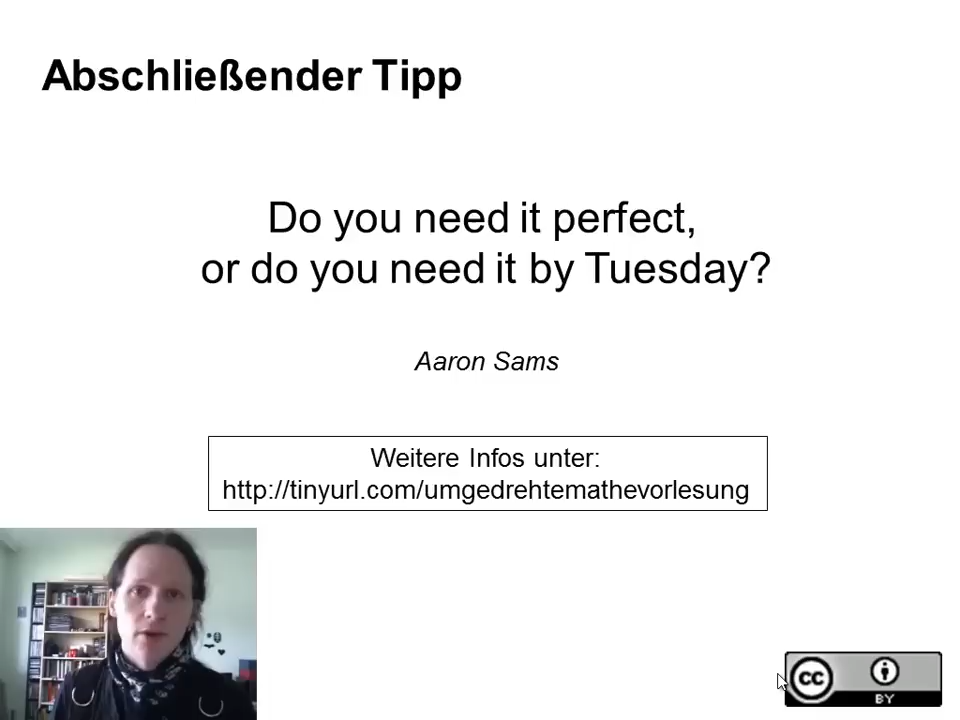 Abschließender Tipp
Do you need it perfect,
or do you need it by Tuesday?
Aaron Sams
Weitere Infos unter:
http://tinyurl.com/umgedrehtemathevorlesung
cc
BY